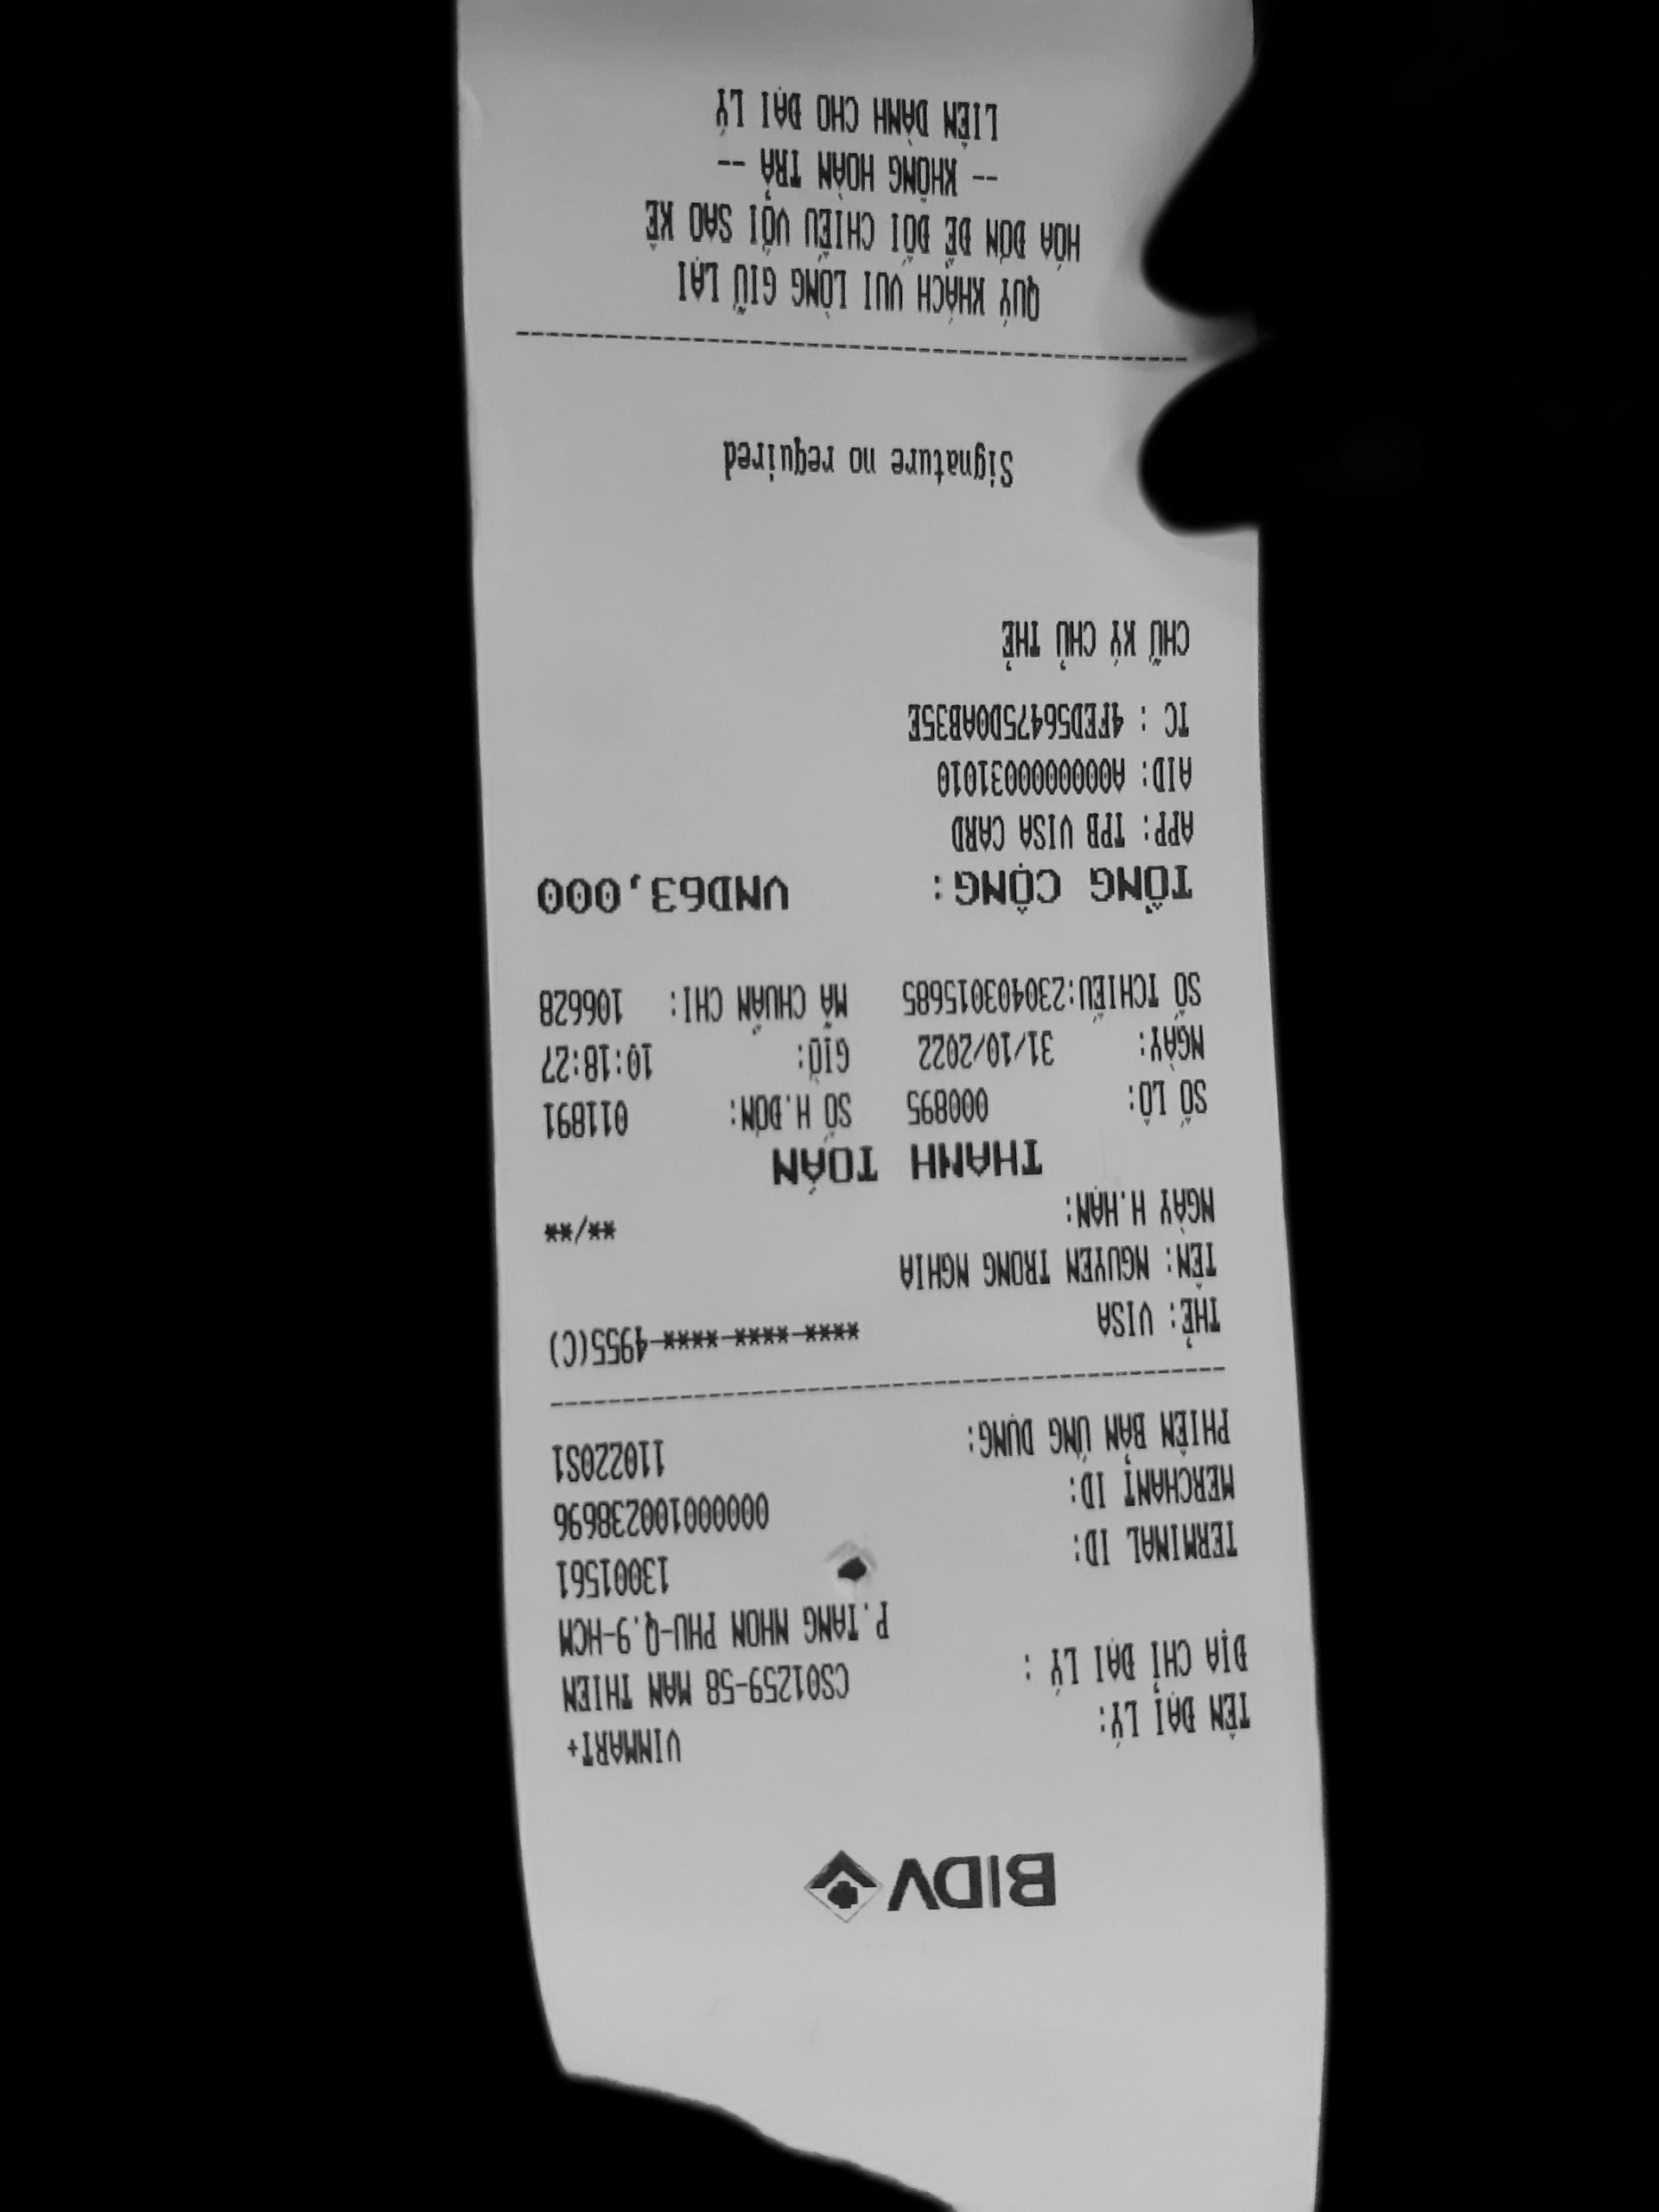 BIDV
TÊN ĐẠI LÝ: VINMART+
ĐỊA CHỈ ĐẠI LÝ : CS01259-58 MAN THIEN
P.TANG NHON PHU-Q.9-HCM
TERMINAL ID: 13001561
MERCHANT ID: 000000100238696
PHIÊN BẢN ỨNG DỤNG: 110220S1
THẺ: VISA ****-****-****-4955(C)
TÊN: NGUYEN TRONG NGHIA
NGÀY H.HẠN: **/**
THANH TOÁN
SỐ LÔ: 000895 SỐ H.ĐƠN: 011891
NGÀY: 31/10/2022 GIỜ: 10:18:27
SỐ TCHIẾU:230403015685 MÃ CHUẨN CHI: 106628
TỔNG CỘNG: VND63,000
APP: TPB VISA CARD
AID: A0000000031010
TC : 4FED56475D0AB35E
CHỮ KÝ CHỦ THẺ
Signature no required
QUÝ KHÁCH VUI LÒNG GIỮ LẠI
HÓA ĐƠN ĐỂ ĐỐI CHIẾU VỚI SAO KÊ
-- KHÔNG HOÀN TRẢ --
LIÊN DÀNH CHO ĐẠI LÝ